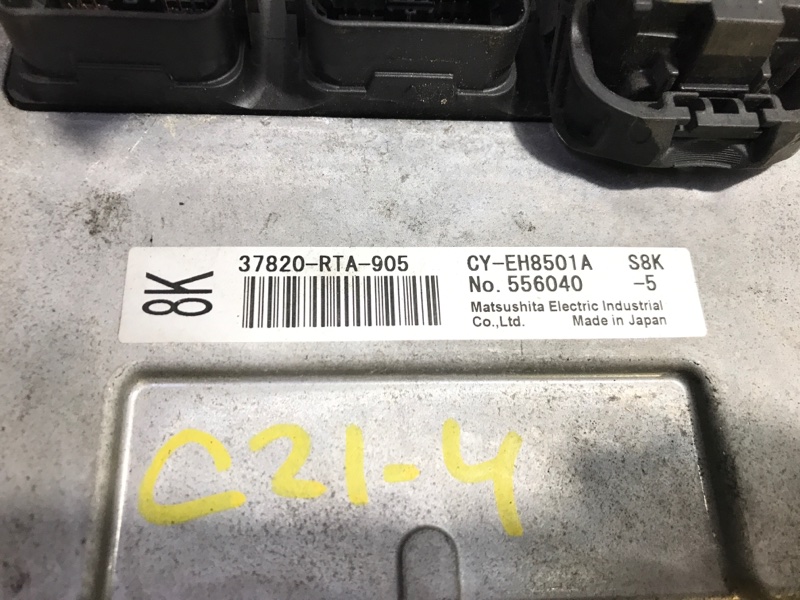 8K
37820-RTA-905
CY-EH8501A S8K
No. 556040 -5
Matsushita Electric Industrial
Co.,Ltd. Made in Japan
C21-4